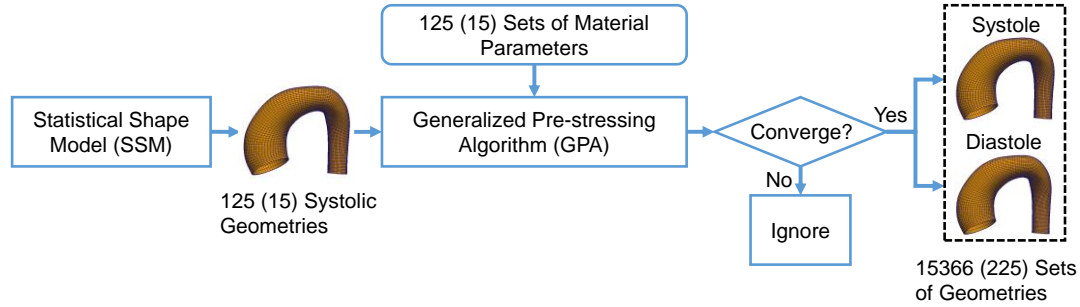 125 (15) Sets of Material
Parameters
Statistical Shape
Model (SSM)
125 (15) Systolic
Geometries
Generalized Pre-stressing
Algorithm (GPA)
Converge?
Yes
No
Ignore
Systole
Diastole
15366 (225) Sets
of Geometries